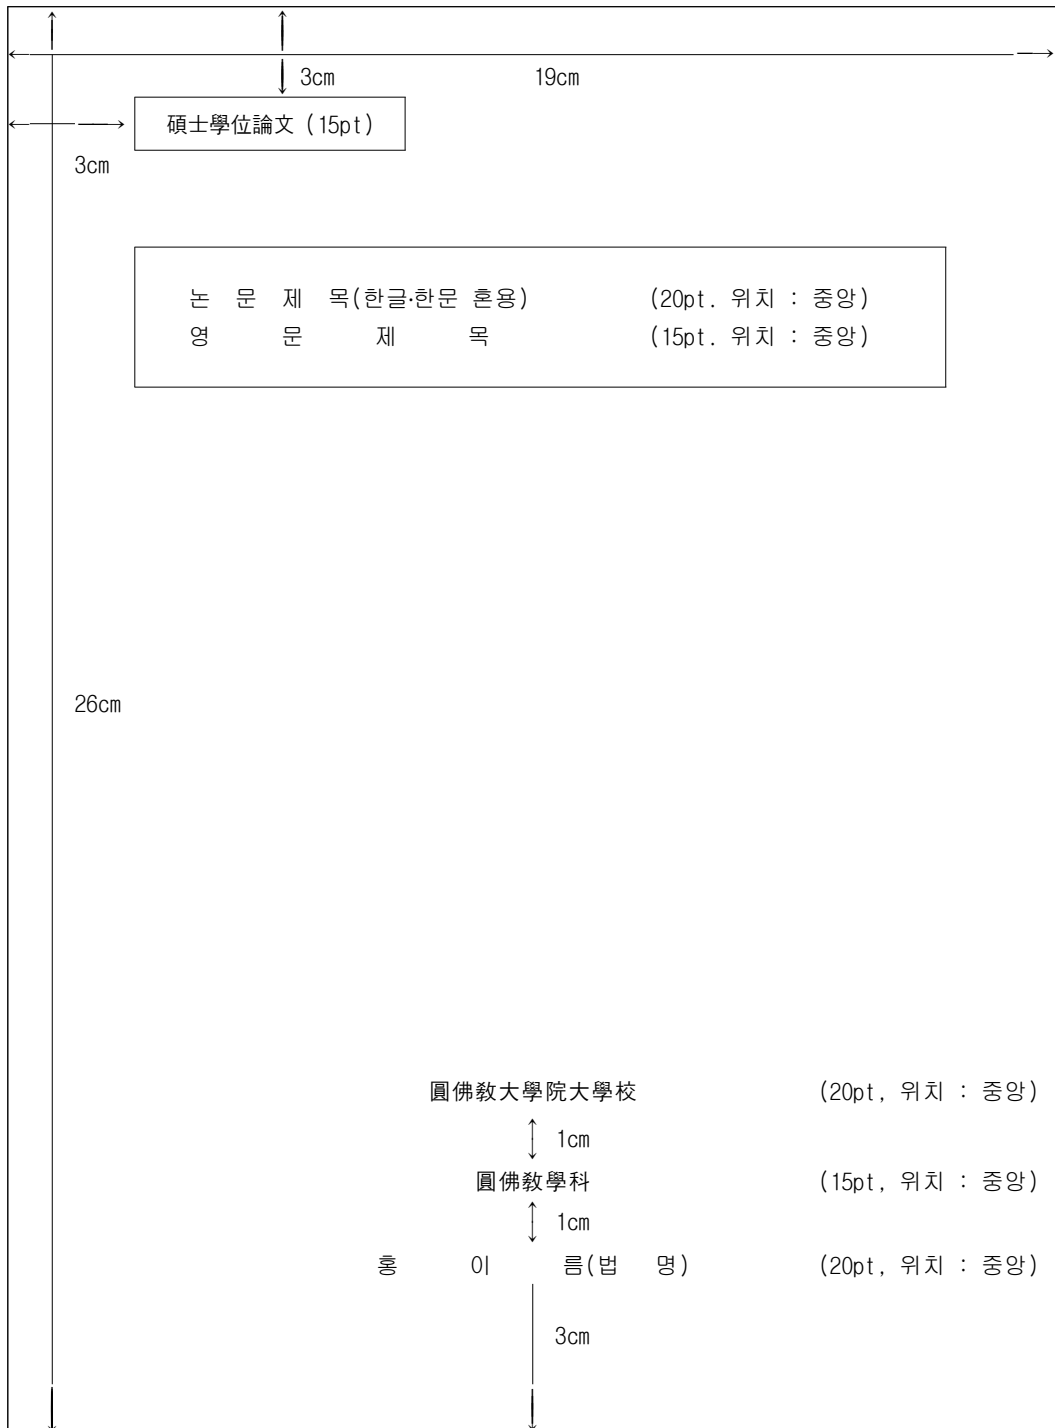 3cm 19cm
碩士學位論文 (15pt)
3cm
논 문 제 목(한글·한문 혼용) (20pt. 위치 : 중앙)
영 문 제 목 (15pt. 위치 : 중앙)
26cm
圓佛敎大學院大學校 (20pt, 위치 : 중앙)
1cm
圓佛敎學科 (15pt, 위치 : 중앙)
1cm
홍 이 름(법 명) (20pt, 위치 : 중앙)
3cm